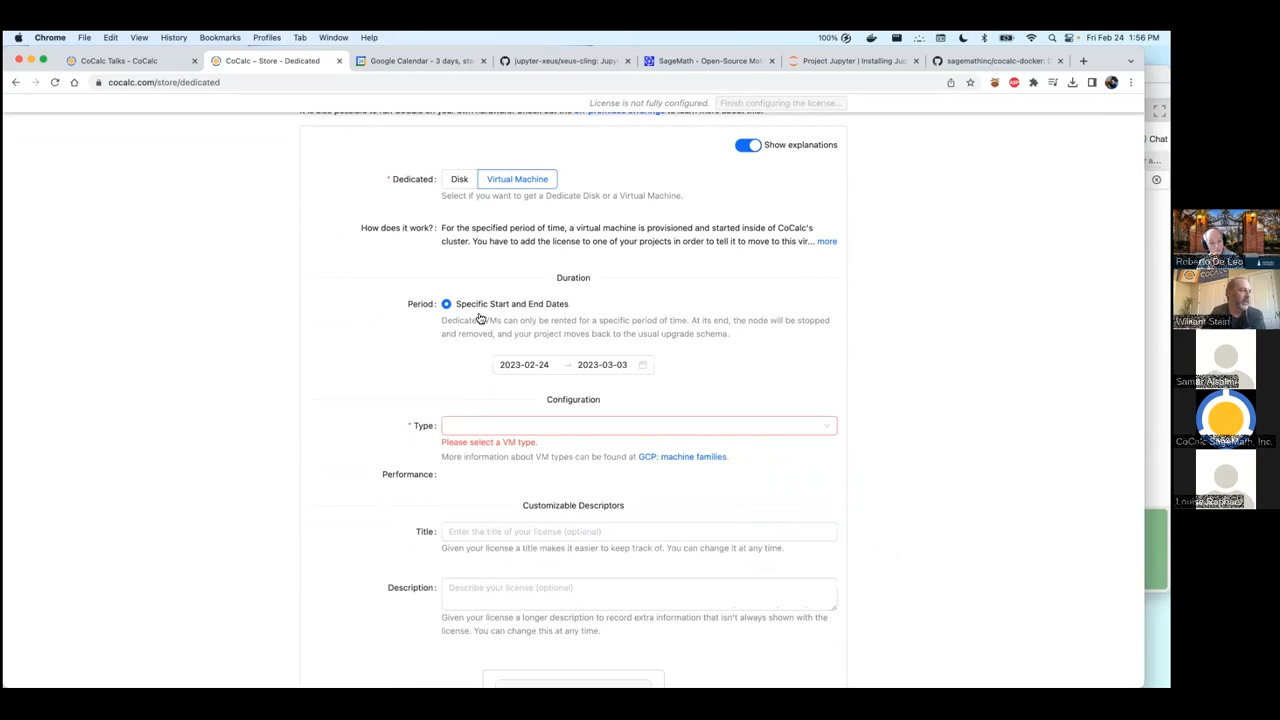 Chrome File Edit View History Bookmarks Profiles Tab Window Help 100% Fri Feb 24 1:56 PM
CoCalc Talks - CoCalc
CoCalc – Store - Dedicated
Google Calendar - 3 days, sta
jupyter-xeus/xeus-cling: Jupyt
SageMath - Open-Source Mat
Project Jupyter | Installing Jup
sagemathinc/cocalc-docker: D
cocalc.com/store/dedicated
License is not fully configured. Finish configuring the license...
Show explanations
Chat
* Dedicated: Disk Virtual Machine
Select if you want to get a Dedicate Disk or a Virtual Machine.
How does it work?: For the specified period of time, a virtual machine is provisioned and started inside of CoCalc's
cluster. You have to add the license to one of your projects in order to tell it to move to this vir... more
Duration
Period: Specific Start and End Dates
Dedicated VMs can only be rented for a specific period of time. At its end, the node will be stopped
and removed, and your project moves back to the usual upgrade schema.
2023-02-24 → 2023-03-03
Configuration
* Type:
Please select a VM type.
More information about VM types can be found at GCP: machine families.
Performance:
Customizable Descriptors
Title: Enter the title of your license (optional)
Given your license a title makes it easier to keep track of. You can change it at any time.
Description: Describe your license (optional)
Given your license a longer description to record extra information that isn't always shown with the
license. You can change this at any time.
Roberto De Leo
William Stein
CoCalc SageMath, Inc.
Louise Raphael